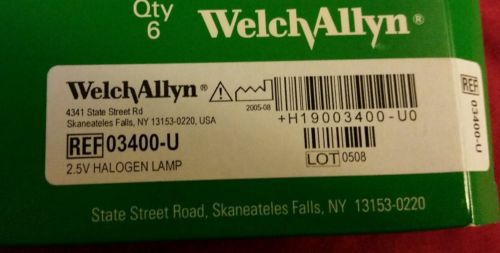 Qty
6
WelchAllyn®
WelchAllyn®
2005-08
4341 State Street Rd
Skaneateles Falls, NY 13153-0220, USA
+H19003400-U0
REF 03400-U
2.5V HALOGEN LAMP
LOT 0508
REF
03400-U
State Street Road, Skaneateles Falls, NY 13153-0220